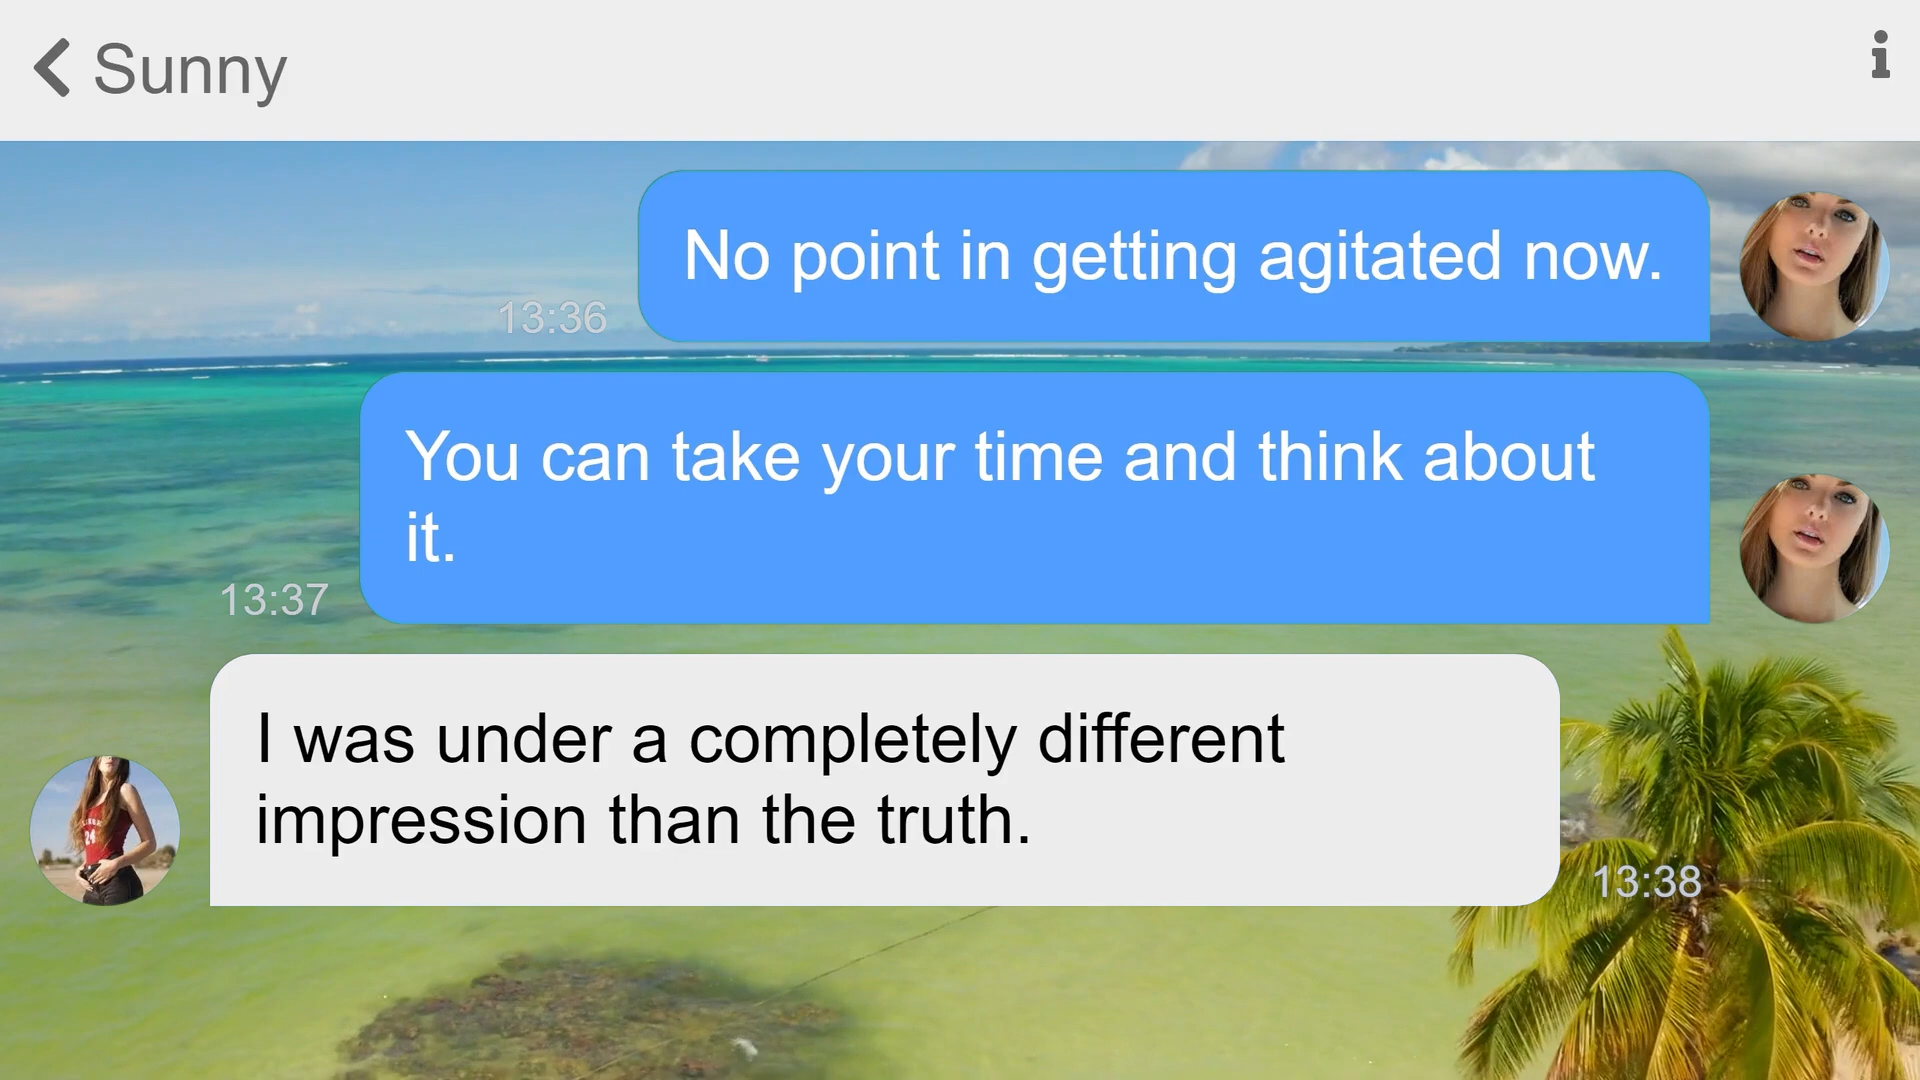 Sunny
No point in getting agitated now.
13:36
You can take your time and think about
it.
13:37
I was under a completely different
impression than the truth.
13:38
24